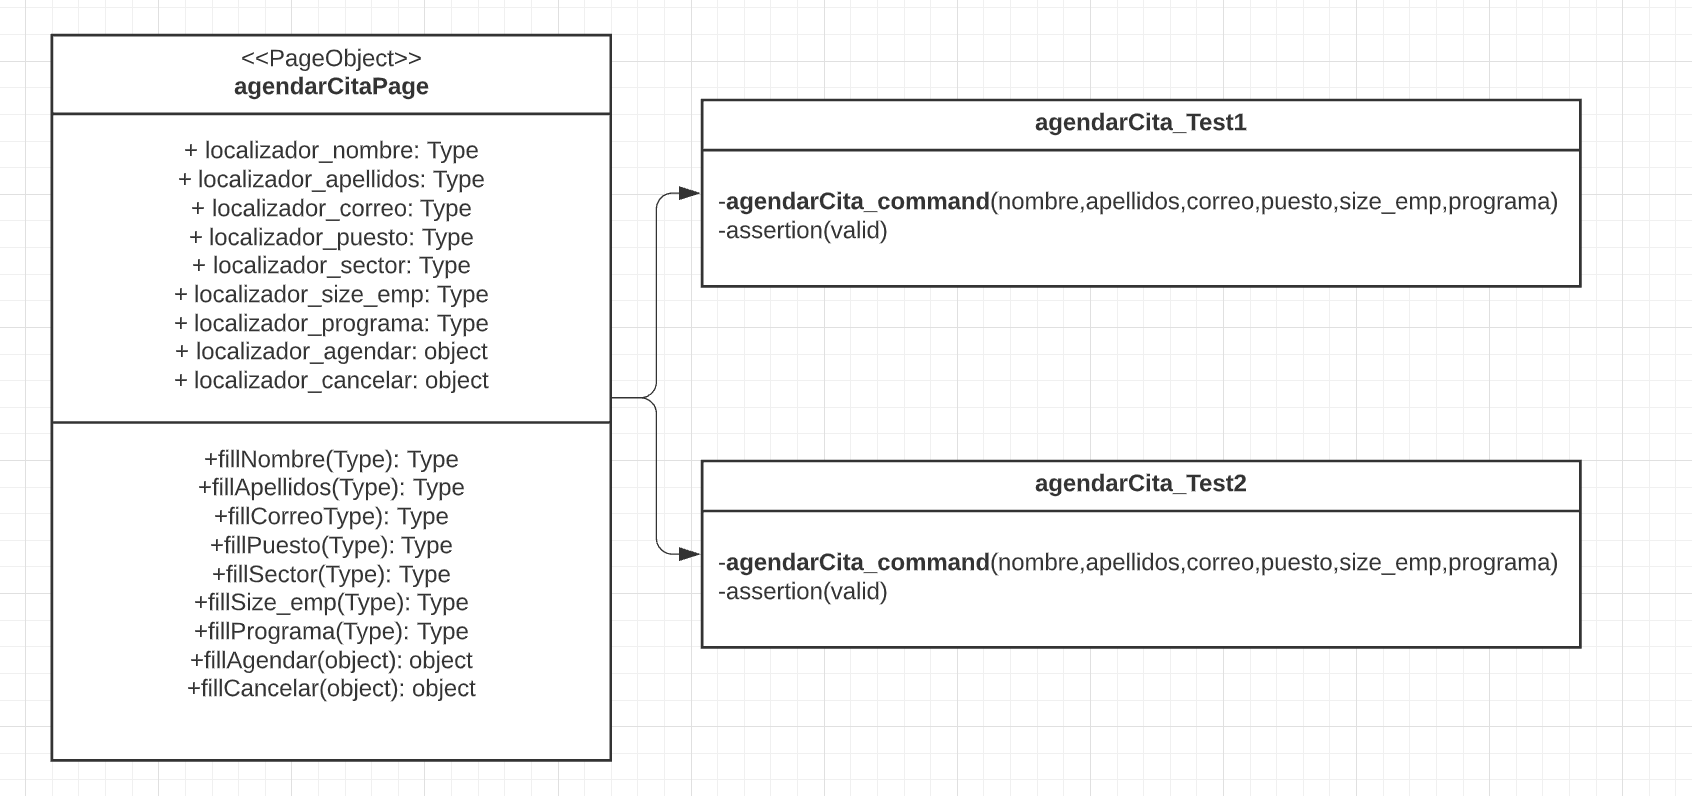 <<PageObject>>
agendarCitaPage
+ localizador_nombre: Type
+ localizador_apellidos: Type
+ localizador_correo: Type
+ localizador_puesto: Type
+ localizador_sector: Type
+ localizador_size_emp: Type
+ localizador_programa: Type
+ localizador_agendar: object
+ localizador_cancelar: object
+fillNombre(Type): Type
+fillApellidos(Type): Type
+fillCorreoType): Type
+fillPuesto(Type): Type
+fillSector(Type): Type
+fillSize_emp(Type): Type
+fillPrograma(Type): Type
+fillAgendar(object): object
+fillCancelar(object): object
agendarCita_Test1
-agendarCita_command(nombre,apellidos,correo,puesto,size_emp,programa)
-assertion(valid)
agendarCita_Test2
-agendarCita_command(nombre,apellidos,correo,puesto,size_emp,programa)
-assertion(valid)